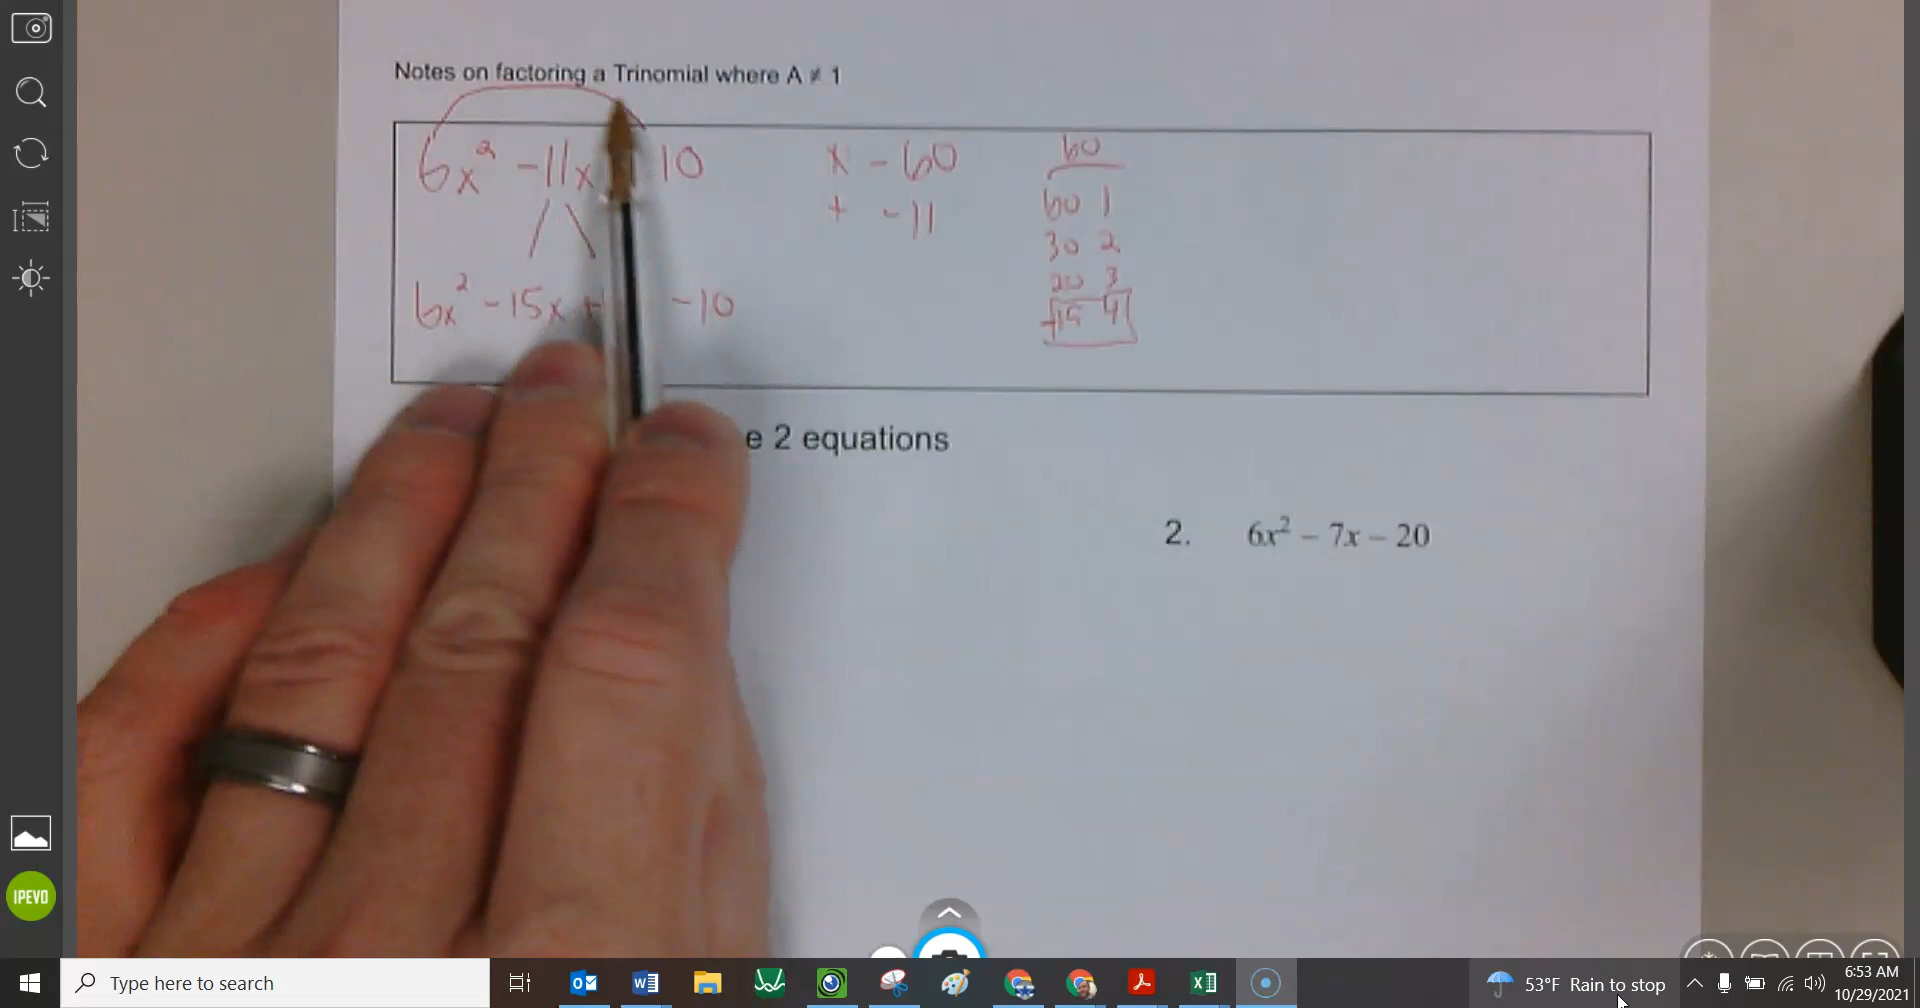 Notes on factoring a Trinomial where A ≠ 1
6x² -11x 10
x -60
+ -11
60
60 1
30 2
20 3
-15 4
6x² -15x + -10
e 2 equations
2. 6x² – 7x – 20
IPEVO
Type here to search
53°F Rain to stop
6:53 AM
10/29/2021